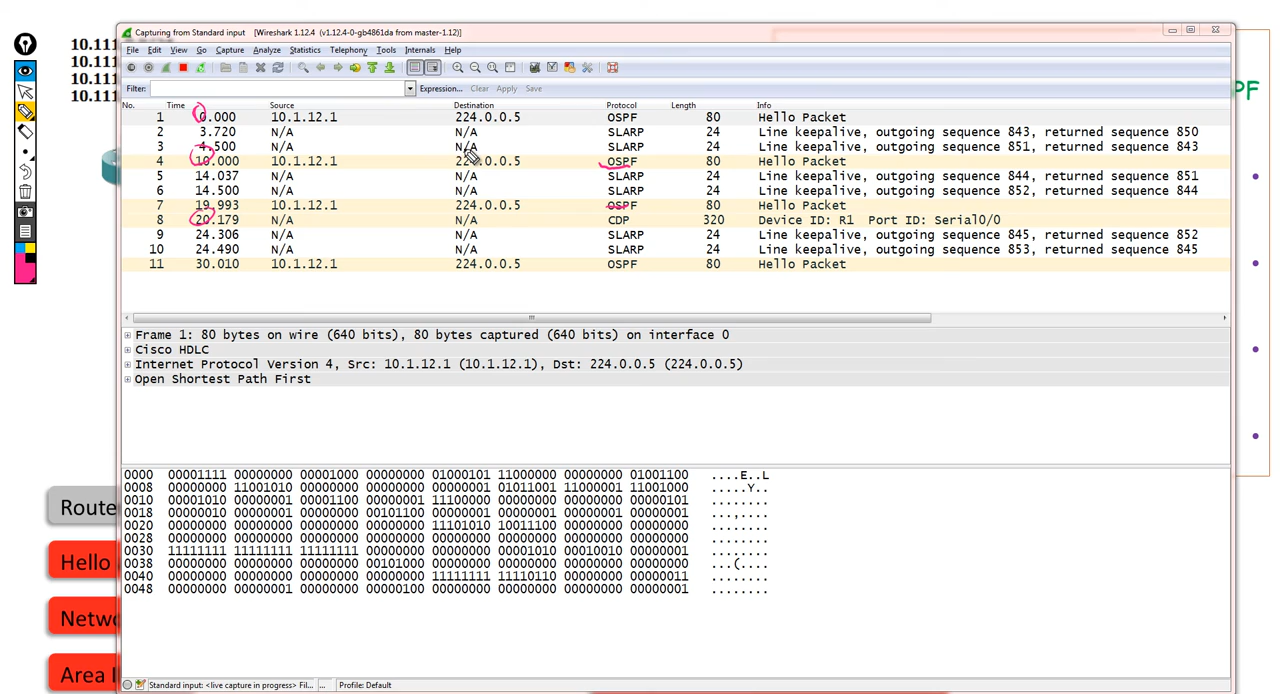 Capturing from Standard input [Wireshark 1.12.4 (v1.12.4-0-gb4861da from master-1.12)]
10.11
10.11
10.11
10.11
File Edit View Go Capture Analyze Statistics Telephony Tools Internals Help
Filter: Expression... Clear Apply Save
PF
No. Time Source Destination Protocol Length Info
1 0.000 10.1.12.1 224.0.0.5 OSPF 80 Hello Packet
2 3.720 N/A N/A SLARP 24 Line keepalive, outgoing sequence 843, returned sequence 850
3 4.500 N/A N/A SLARP 24 Line keepalive, outgoing sequence 851, returned sequence 843
4 10.000 10.1.12.1 224.0.0.5 OSPF 80 Hello Packet
5 14.037 N/A N/A SLARP 24 Line keepalive, outgoing sequence 844, returned sequence 851
6 14.500 N/A N/A SLARP 24 Line keepalive, outgoing sequence 852, returned sequence 844
7 19.993 10.1.12.1 224.0.0.5 OSPF 80 Hello Packet
8 20.179 N/A N/A CDP 320 Device ID: R1 Port ID: Serial0/0
9 24.306 N/A N/A SLARP 24 Line keepalive, outgoing sequence 845, returned sequence 852
10 24.490 N/A N/A SLARP 24 Line keepalive, outgoing sequence 853, returned sequence 845
11 30.010 10.1.12.1 224.0.0.5 OSPF 80 Hello Packet
Frame 1: 80 bytes on wire (640 bits), 80 bytes captured (640 bits) on interface 0
Cisco HDLC
Internet Protocol Version 4, Src: 10.1.12.1 (10.1.12.1), Dst: 224.0.0.5 (224.0.0.5)
Open Shortest Path First
0000 00001111 00000000 00001000 00000000 01000101 11000000 00000000 01001100 ....E..L
0008 00000000 11001010 00000000 00000000 00000001 01011001 11000001 11001000 .....Y..
0010 00001010 00000001 00001100 00000001 11100000 00000000 00000000 00000101 ........
0018 00000010 00000001 00000000 00101100 00000001 00000001 00000001 00000001 ...,....
0020 00000000 00000000 00000000 00000000 11101010 10011100 00000000 00000000 ........
0028 00000000 00000000 00000000 00000000 00000000 00000000 00000000 00000000 ........
0030 11111111 11111111 11111111 00000000 00000000 00001010 00010010 00000001 ........
0038 00000000 00000000 00000000 00101000 00000000 00000000 00000000 00000000 ...(....
0040 00000000 00000000 00000000 00000000 11111111 11110110 00000000 00000011 ........
0048 00000000 00000001 00000000 00000100 00000000 00000000 00000000 00000001 ........
Route
Hello
Netwo
Area I
Standard input: <live capture in progress> Fil... ... Profile: Default